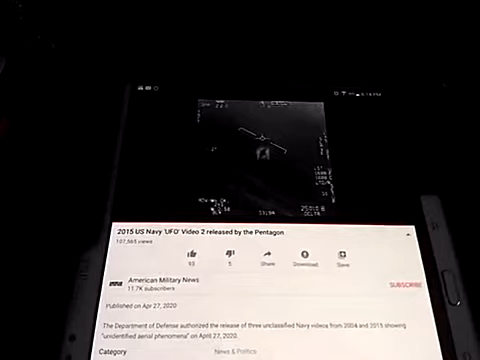 2015 US Navy 'UFO' Video 2 released by the Pentagon
107,565 views
93
5
Share
Download
Save
American Military News
11.7K subscribers
SUBSCRIBE
Published on Apr 27, 2020
The Department of Defense authorized the release of three unclassified Navy videos from 2004 and 2015 showing
"unidentified aerial phenomena" on April 27, 2020.
Category
News & Politics